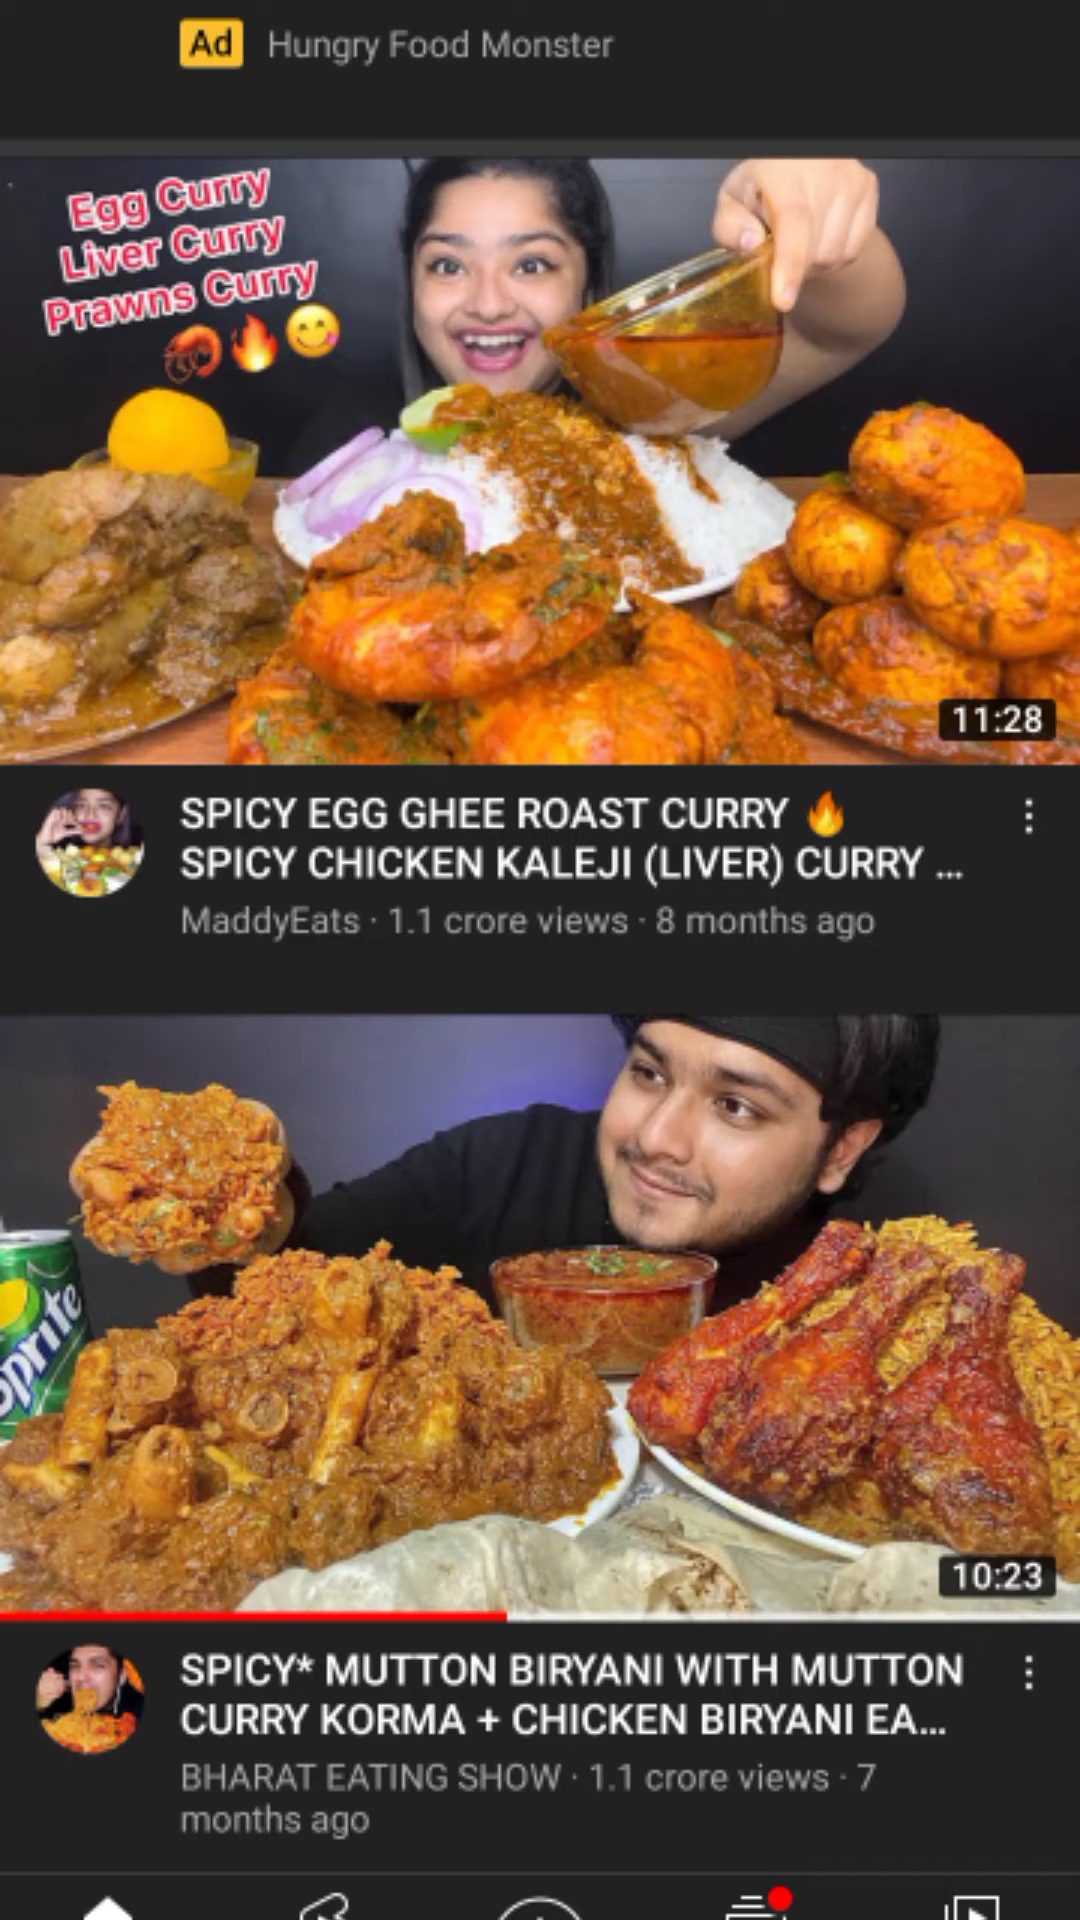 Ad Hungry Food Monster
Egg Curry
Liver Curry
Prawns Curry
🦐🔥😋
11:28
SPICY EGG GHEE ROAST CURRY 🔥
SPICY CHICKEN KALEJI (LIVER) CURRY ...
MaddyEats · 1.1 crore views · 8 months ago
Sprite
10:23
SPICY* MUTTON BIRYANI WITH MUTTON
CURRY KORMA + CHICKEN BIRYANI EA...
BHARAT EATING SHOW · 1.1 crore views · 7
months ago